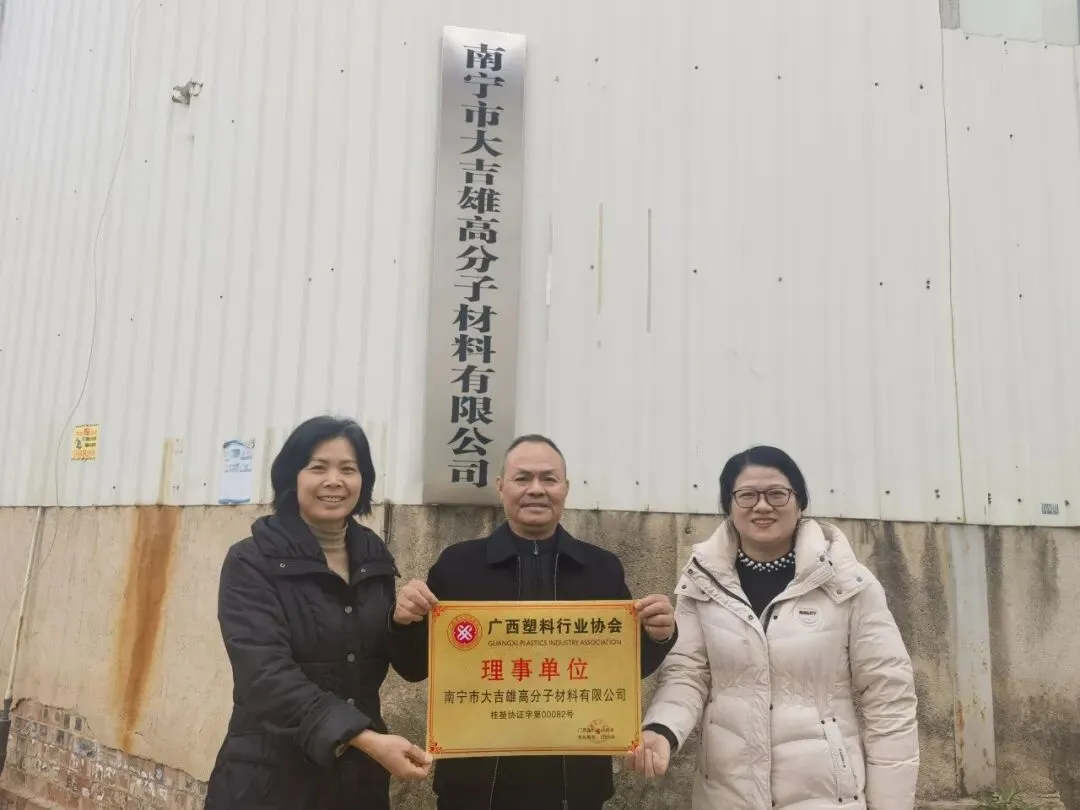 南宁市大吉雄高分子材料有限公司
广西塑料行业协会
GUANGXI PLASTICS INDUSTRY ASSOCIATION
理事单位
南宁市大吉雄高分子材料有限公司
桂塑协证字第00082号